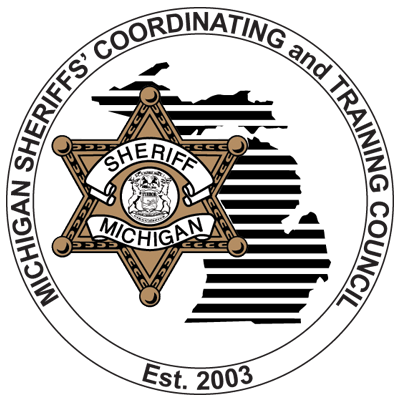 MICHIGAN SHERIFFS' COORDINATING and TRAINING COUNCIL
SHERIFF
MICHIGAN
Est. 2003